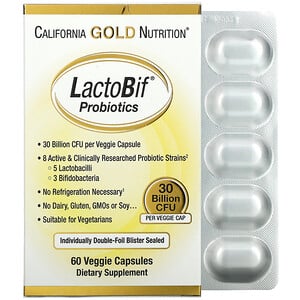 CALIFORNIA GOLD NUTRITION®
LactoBif®
Probiotics
• 30 Billion CFU per Veggie Capsule
• 8 Active & Clinically Researched Probiotic Strains‡
• 5 Lactobacilli
• 3 Bifidobacteria
• No Refrigeration Necessary
• No Dairy, Gluten, GMOs or Soy…
• Suitable for Vegetarians
30
Billion
CFU
PER VEGGIE CAP
Individually Double-Foil Blister Sealed
60 Veggie Capsules
Dietary Supplement